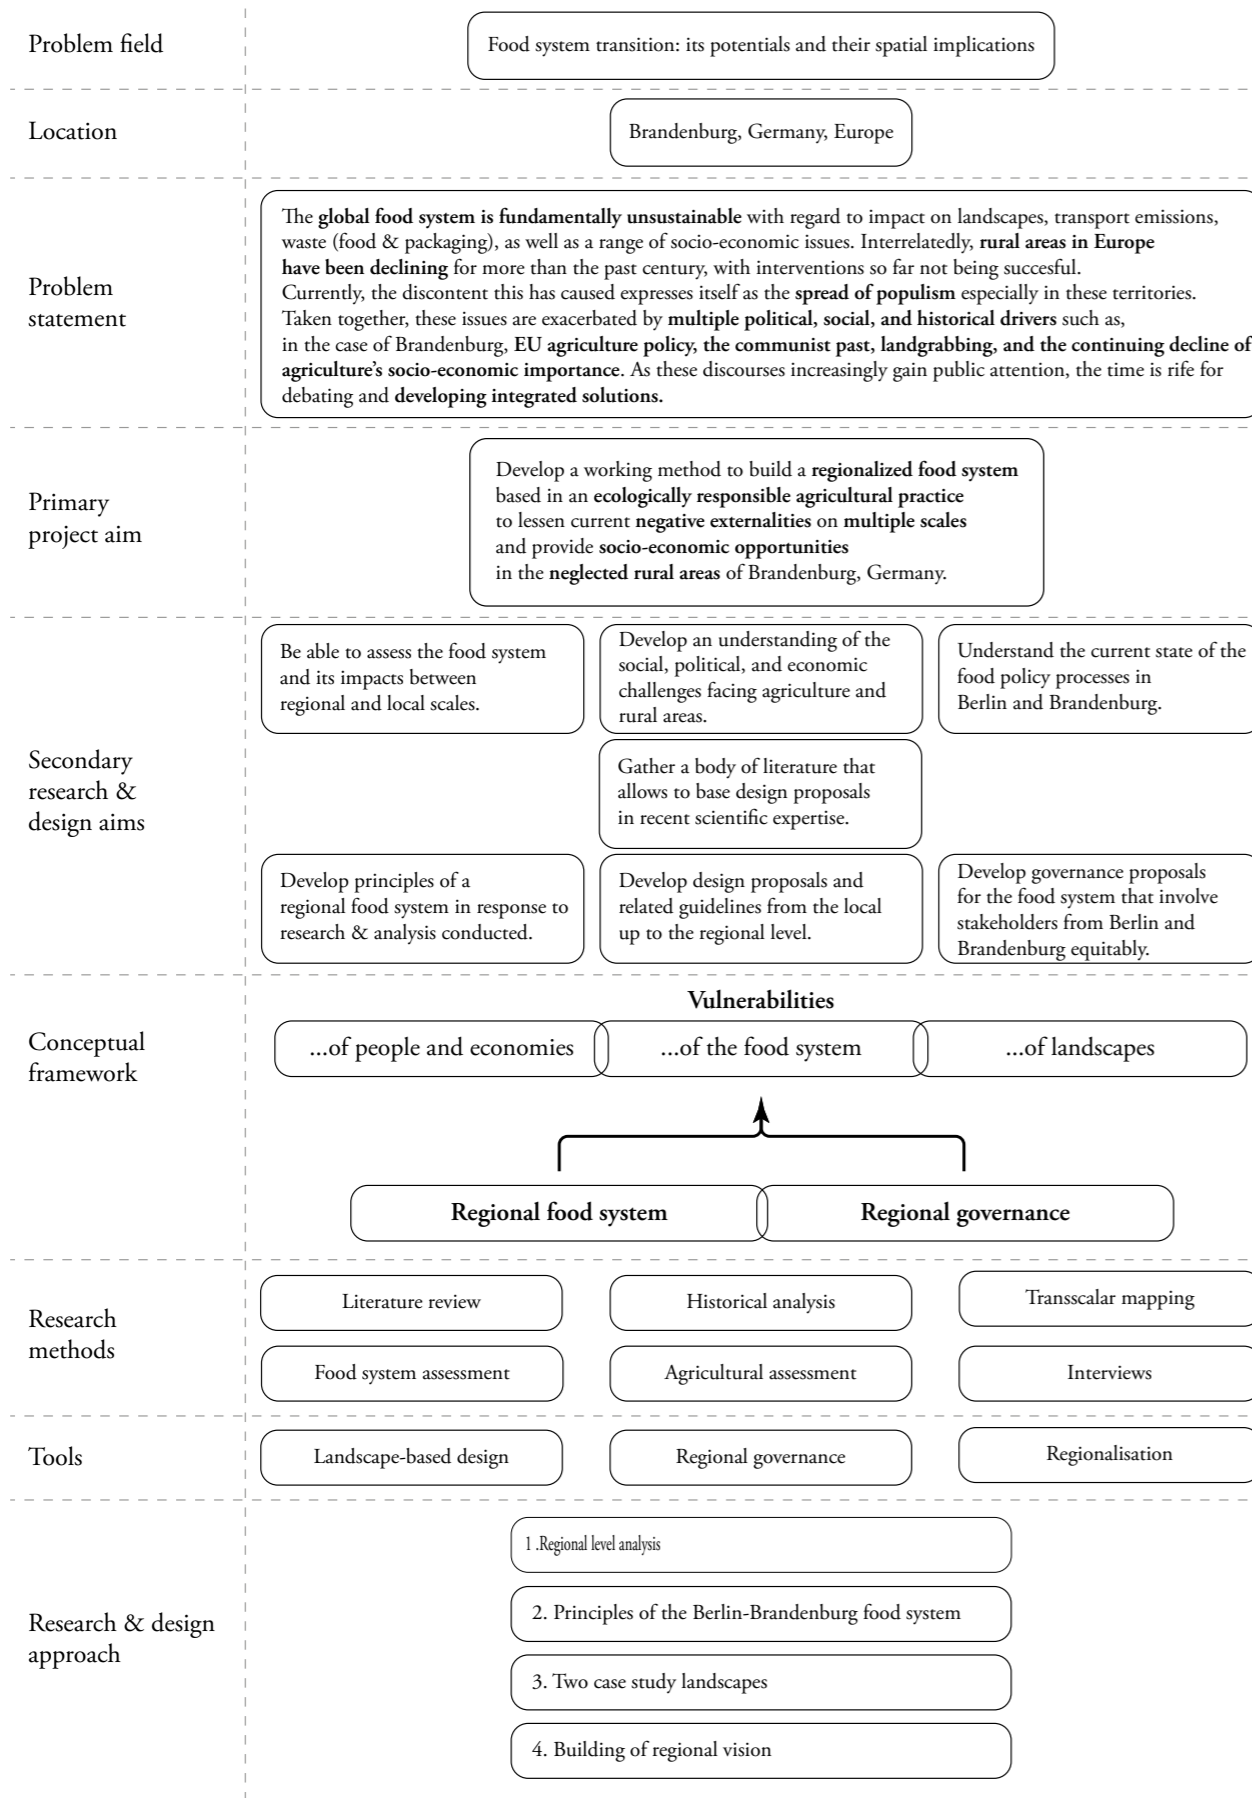 Problem field
Food system transition: its potentials and their spatial implications
Location
Brandenburg, Germany, Europe
Problem
statement
The global food system is fundamentally unsustainable with regard to impact on landscapes, transport emissions,
waste (food & packaging), as well as a range of socio-economic issues. Interrelatedly, rural areas in Europe
have been declining for more than the past century, with interventions so far not being succesful.
Currently, the discontent this has caused expresses itself as the spread of populism especially in these territories.
Taken together, these issues are exacerbated by multiple political, social, and historical drivers such as,
in the case of Brandenburg, EU agriculture policy, the communist past, landgrabbing, and the continuing decline of
agriculture's socio-economic importance. As these discourses increasingly gain public attention, the time is rife for
debating and developing integrated solutions.
Primary
project aim
Develop a working method to build a regionalized food system
based in an ecologically responsible agricultural practice
to lessen current negative externalities on multiple scales
and provide socio-economic opportunities
in the neglected rural areas of Brandenburg, Germany.
Secondary
research &
design aims
Be able to assess the food system
and its impacts between
regional and local scales.
Develop an understanding of the
social, political, and economic
challenges facing agriculture and
rural areas.
Understand the current state of the
food policy processes in
Berlin and Brandenburg.
Gather a body of literature that
allows to base design proposals
in recent scientific expertise.
Develop principles of a
regional food system in response to
research & analysis conducted.
Develop design proposals and
related guidelines from the local
up to the regional level.
Develop governance proposals
for the food system that involve
stakeholders from Berlin and
Brandenburg equitably.
Conceptual
framework
Vulnerabilities
...of people and economies
...of the food system
...of landscapes
Regional food system
Regional governance
Research
methods
Literature review
Historical analysis
Transscalar mapping
Food system assessment
Agricultural assessment
Interviews
Tools
Landscape-based design
Regional governance
Regionalisation
Research & design
approach
1 .Regional level analysis
2. Principles of the Berlin-Brandenburg food system
3. Two case study landscapes
4. Building of regional vision